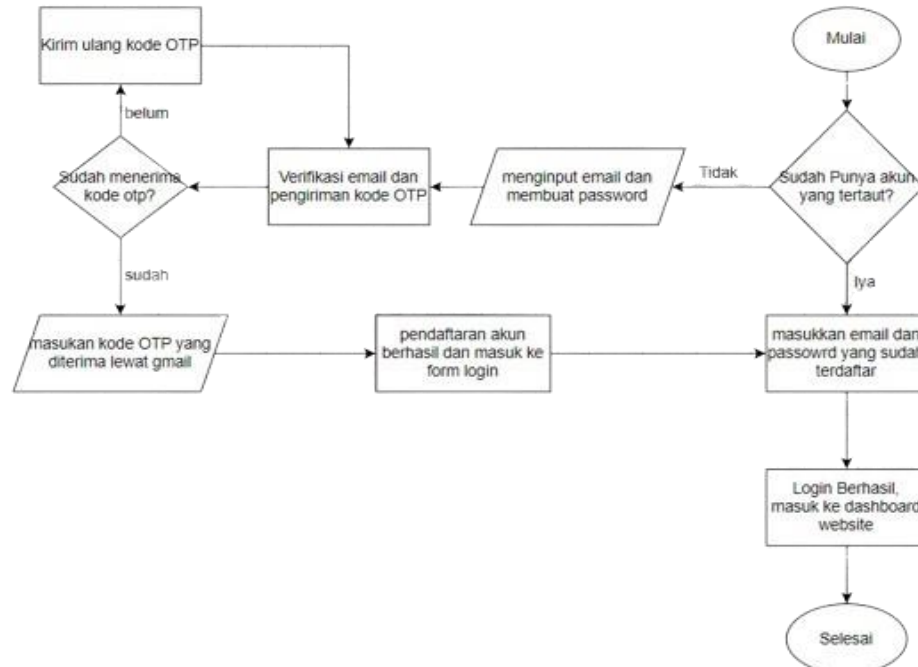 Kirim ulang kode OTP
Mulai
belum
Sudah menerima
kode otp?
Verifikasi email dan
pengiriman kode OTP
menginput email dan
membuat password
Tidak
Sudah Punya akun
yang tertaut?
sudah
Iya
masukan kode OTP yang
diterima lewat gmail
pendaftaran akun
berhasil dan masuk ke
form login
masukkan email dan
passowrd yang sudah
terdaftar
Login Berhasil,
masuk ke dashboard
website
Selesai